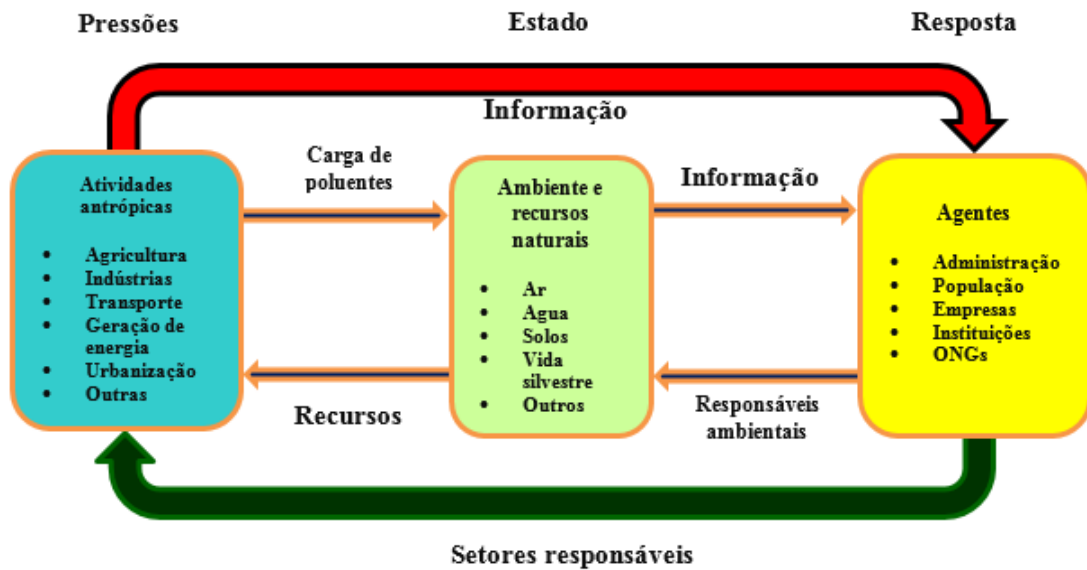 Pressões
Estado
Resposta
Informação
Atividades
antrópicas
• Agricultura
• Indústrias
• Transporte
• Geração de
energia
• Urbanização
• Outras
Carga de
poluentes
Recursos
Ambiente e
recursos
naturais
• Ar
• Agua
• Solos
• Vida
silvestre
• Outros
Informação
Responsáveis
ambientais
Agentes
• Administração
• População
• Empresas
• Instituições
• ONGs
Setores responsáveis